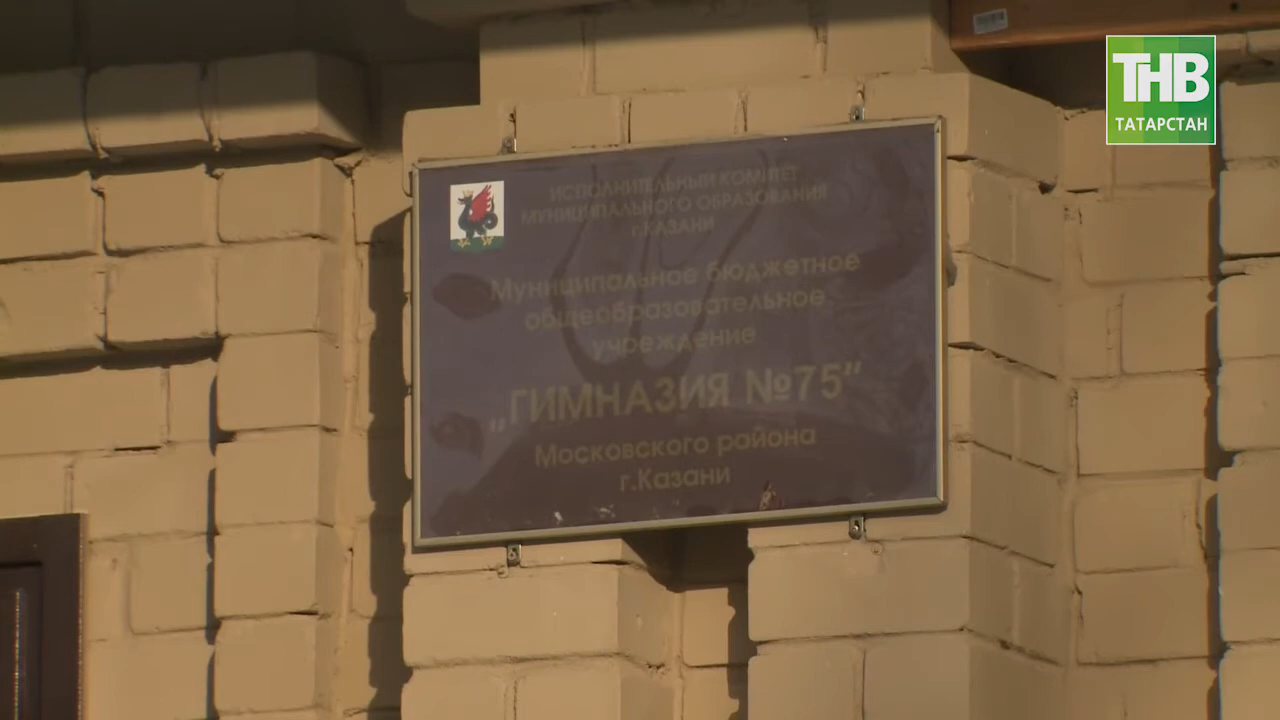 ТНВ
ТАТАРСТАН
ИСПОЛНИТЕЛЬНЫЙ КОМИТЕТ
МУНИЦИПАЛЬНОГО ОБРАЗОВАНИЯ
г.КАЗАНИ
Муниципальное бюджетное
общеобразовательное
учреждение
„ГИМНАЗИЯ №75”
Московского района
г.Казани